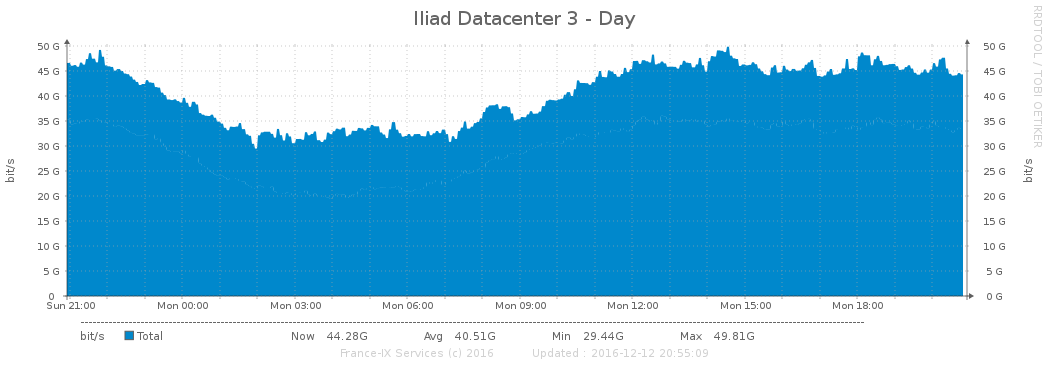 Iliad Datacenter 3 - Day
RRDTOOL / TOBI OETIKER
50 G 50 G
45 G 45 G
40 G 40 G
35 G 35 G
30 G 30 G
25 G 25 G
20 G 20 G
15 G 15 G
10 G 10 G
5 G 5 G
0 0 G
bit/s bit/s
Sun 21:00 Mon 00:00 Mon 03:00 Mon 06:00 Mon 09:00 Mon 12:00 Mon 15:00 Mon 18:00
bit/s Total Now 44.28G Avg 40.51G Min 29.44G Max 49.81G
France-IX Services (c) 2016 Updated : 2016-12-12 20:55:09